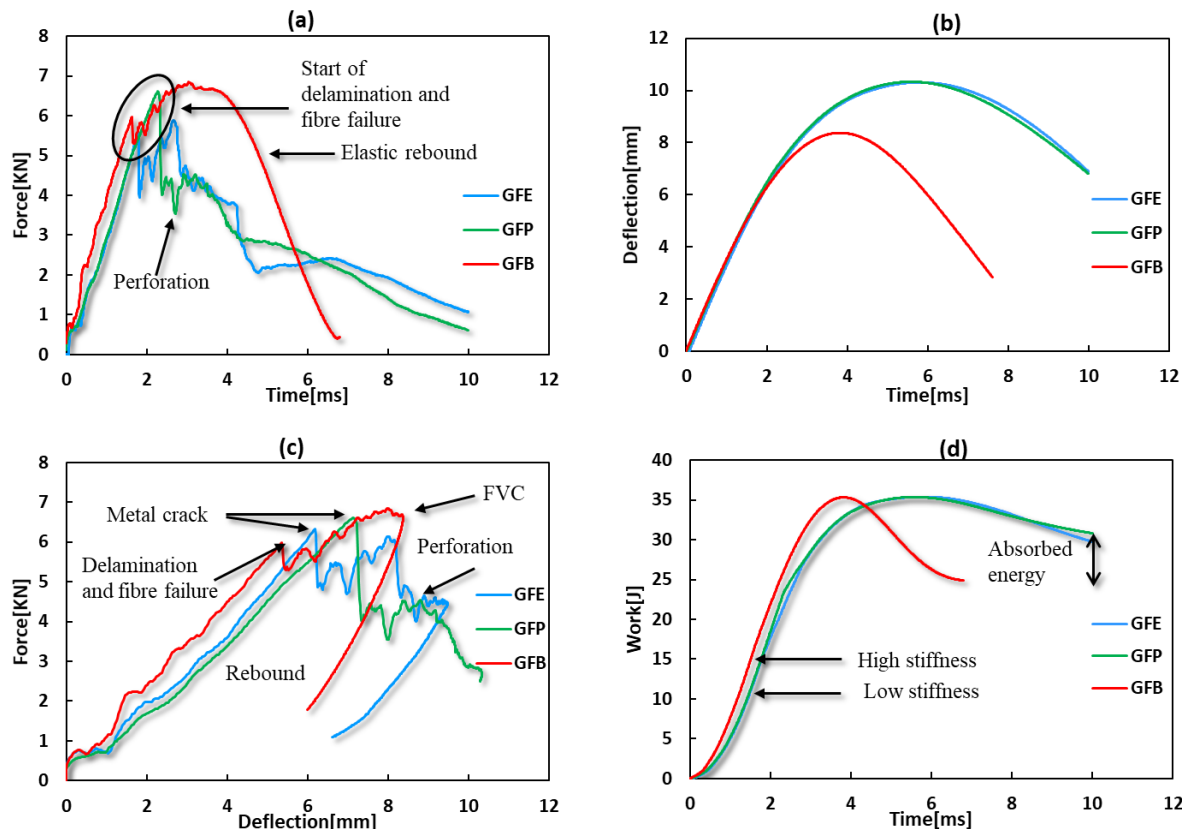 (a)
8
7
6
5
4
3
2
1
0
Force[KN]
0 2 4 6 8 10 12
Time[ms]
Start of
delamination and
fibre failure
Elastic rebound
Perforation
GFE
GFP
GFB
(b)
12
10
8
6
4
2
0
Deflection[mm]
0 2 4 6 8 10 12
Time[ms]
GFE
GFP
GFB
(c)
8
7
6
5
4
3
2
1
0
Force[KN]
0 2 4 6 8 10 12
Deflection[mm]
Metal crack
FVC
Delamination
and fibre failure
Perforation
Rebound
GFE
GFP
GFB
(d)
40
35
30
25
20
15
10
5
0
Work[J]
0 2 4 6 8 10 12
Time[ms]
Absorbed
energy
High stiffness
Low stiffness
GFE
GFP
GFB